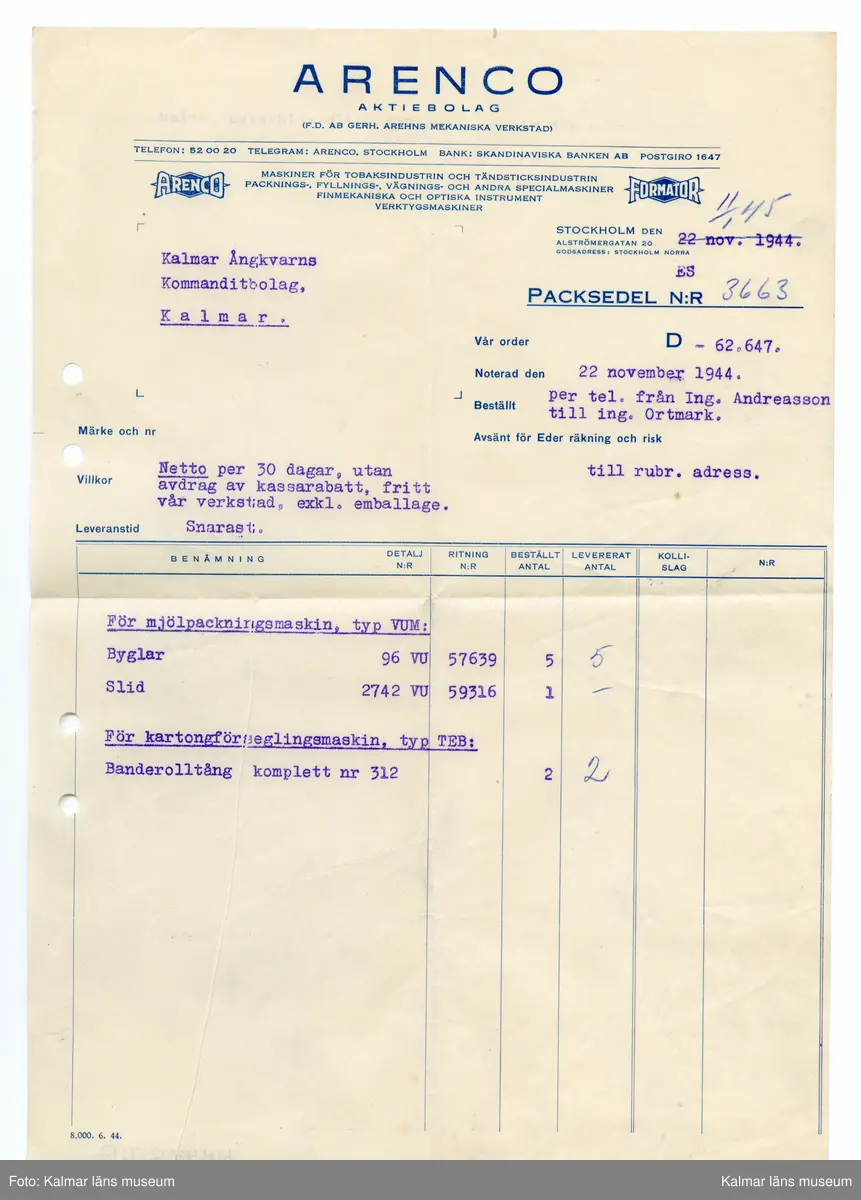 ARENCO
AKTIEBOLAG
(F.D. AB GERH. AREHNS MEKANISKA VERKSTAD)
TELEFON: 52 00 20 TELEGRAM: ARENCO, STOCKHOLM BANK: SKANDINAVISKA BANKEN AB POSTGIRO 1647
ARENCO
MASKINER FÖR TOBAKSINDUSTRIN OCH TÄNDSTICKSINDUSTRIN
PACKNINGS-, FYLLNINGS-, VÄGNINGS- OCH ANDRA SPECIALMASKINER
FINMEKANISKA OCH OPTISKA INSTRUMENT
VERKTYGSMASKINER
FORMATOR
11/1 45
STOCKHOLM DEN 22 nov. 1944.
ALSTRÖMERGATAN 20
GODSADRESS: STOCKHOLM NORRA
ES
Kalmar Ångkvarns
Kommanditbolag,
Kalmar.
PACKSEDEL N:R 3663
Vår order D - 62.647.
Noterad den 22 november 1944.
Beställt per tel. från Ing. Andreasson
till ing. Ortmark.
Märke och nr
Avsänt för Eder räkning och risk
till rubr. adress.
Villkor Netto per 30 dagar, utan
avdrag av kassarabatt, fritt
vår verkstad, exkl. emballage.
Leveranstid Snarast.
BENÄMNING DETALJ N:R RITNING N:R BESTÄLLT ANTAL LEVERERAT ANTAL KOLLI-SLAG N:R
För mjölpackningsmaskin, typ VUM:
Byglar 96 VU 57639 5 5
Slid 2742 VU 59316 1 —
För kartongförseglingsmaskin, typ TEB:
Banderolltång komplett nr 312 2 2
8.000. 6. 44.
Foto: Kalmar läns museum
Kalmar läns museum